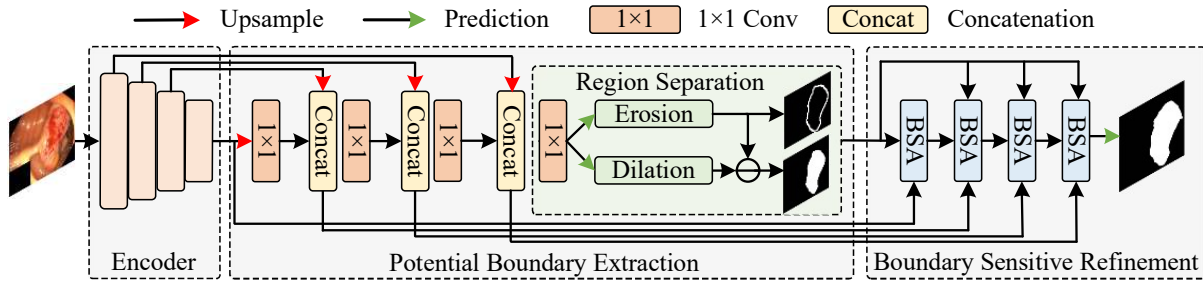 Upsample Prediction 1×1 1×1 Conv Concat Concatenation
Region Separation
Erosion
Dilation
1×1
Concat
1×1
Concat
1×1
Concat
1×1
BSA
BSA
BSA
BSA
Encoder
Potential Boundary Extraction
Boundary Sensitive Refinement